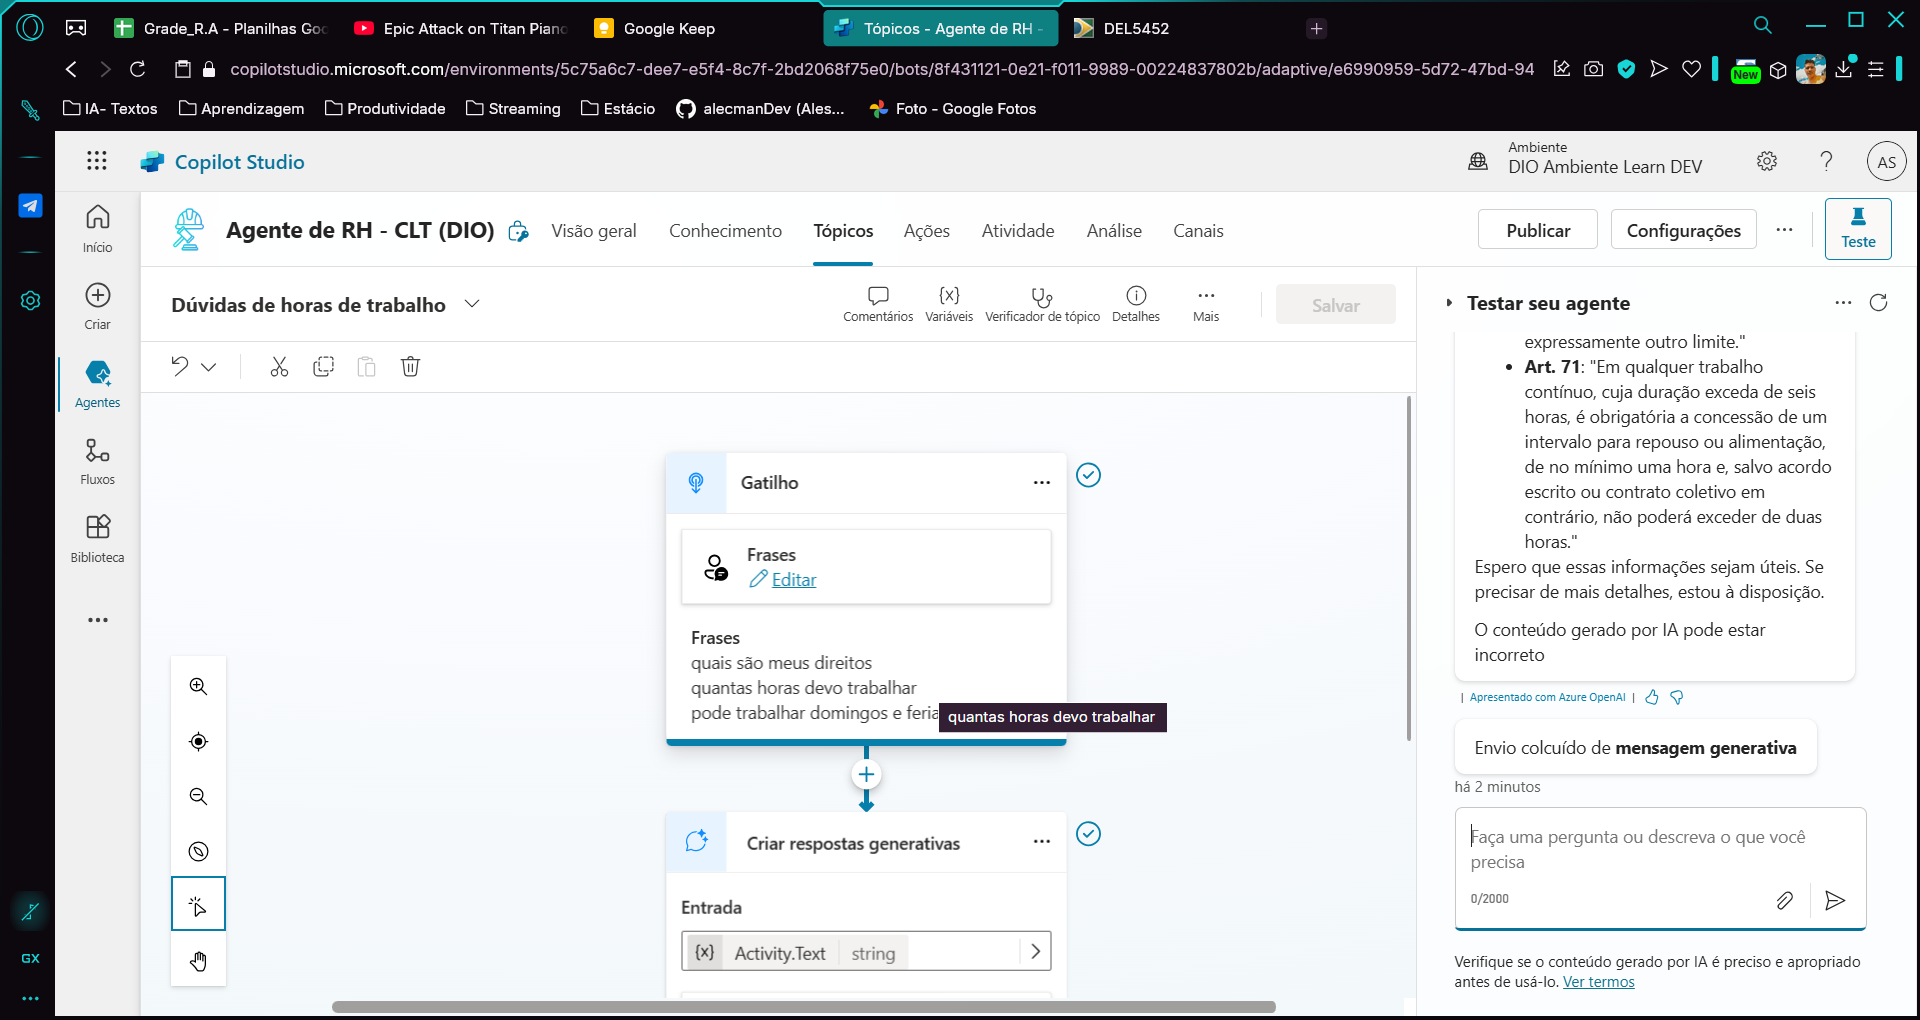 Grade_R.A - Planilhas Goo
Epic Attack on Titan Piano
Google Keep
Tópicos - Agente de RH -
DEL5452
copilotstudio.microsoft.com/environments/5c75a6c7-dee7-e5f4-8c7f-2bd2068f75e0/bots/8f431121-0e21-f011-9989-00224837802b/adaptive/e6990959-5d72-47bd-94
New
IA- Textos
Aprendizagem
Produtividade
Streaming
Estácio
alecmanDev (Ales...
Foto - Google Fotos
Copilot Studio
Ambiente
DIO Ambiente Learn DEV
AS
Início
Criar
Agentes
Fluxos
Biblioteca
GX
Agente de RH - CLT (DIO)
Visão geral
Conhecimento
Tópicos
Ações
Atividade
Análise
Canais
Publicar
Configurações
Teste
Dúvidas de horas de trabalho
Comentários
Variáveis
Verificador de tópico
Detalhes
Mais
Salvar
Gatilho
Frases
Editar
Frases
quais são meus direitos
quantas horas devo trabalhar
pode trabalhar domingos e feria
quantas horas devo trabalhar
Criar respostas generativas
Entrada
{x} Activity.Text string
Testar seu agente
expressamente outro limite."
• Art. 71: "Em qualquer trabalho
contínuo, cuja duração exceda de seis
horas, é obrigatória a concessão de um
intervalo para repouso ou alimentação,
de no mínimo uma hora e, salvo acordo
escrito ou contrato coletivo em
contrário, não poderá exceder de duas
horas."
Espero que essas informações sejam úteis. Se
precisar de mais detalhes, estou à disposição.
O conteúdo gerado por IA pode estar
incorreto
| Apresentado com Azure OpenAI |
Envio colcuído de mensagem generativa
há 2 minutos
Faça uma pergunta ou descreva o que você
precisa
0/2000
Verifique se o conteúdo gerado por IA é preciso e apropriado
antes de usá-lo. Ver termos